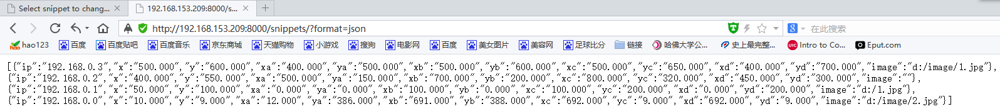 Select snippet to chang...
192.168.153.209:8000/s...
http://192.168.153.209:8000/snippets/?format=json
在此搜索
hao123 百度 百度贴吧 百度音乐 京东商城 天猫购物 小游戏 搜狗 电影网 百度 美女图片 美容网 足球比分 链接 哈佛大学公... 史上最完整... Intro to Co... Eput.com
[{"ip":"192.168.0.3","x":"500.000","y":"600.000","xa":"400.000","ya":"500.000","xb":"500.000","yb":"600.000","xc":"500.000","yc":"650.000","xd":"400.000","yd":"700.000","image":"d:/image/1.jpg"},
{"ip":"192.168.0.2","x":"400.000","y":"550.000","xa":"500.000","ya":"150.000","xb":"700.000","yb":"200.000","xc":"800.000","yc":"320.000","xd":"450.000","yd":"300.000","image":""},
{"ip":"192.168.0.1","x":"50.000","y":"100.000","xa":"0.000","ya":"0.000","xb":"100.000","yb":"0.000","xc":"100.000","yc":"200.000","xd":"0.000","yd":"200.000","image":"d:/1.jpg"},
{"ip":"192.168.0.0","x":"10.000","y":"9.000","xa":"12.000","ya":"386.000","xb":"691.000","yb":"388.000","xc":"692.000","yc":"9.000","xd":"692.000","yd":"9.000","image":"d:/image/2.jpg"}]